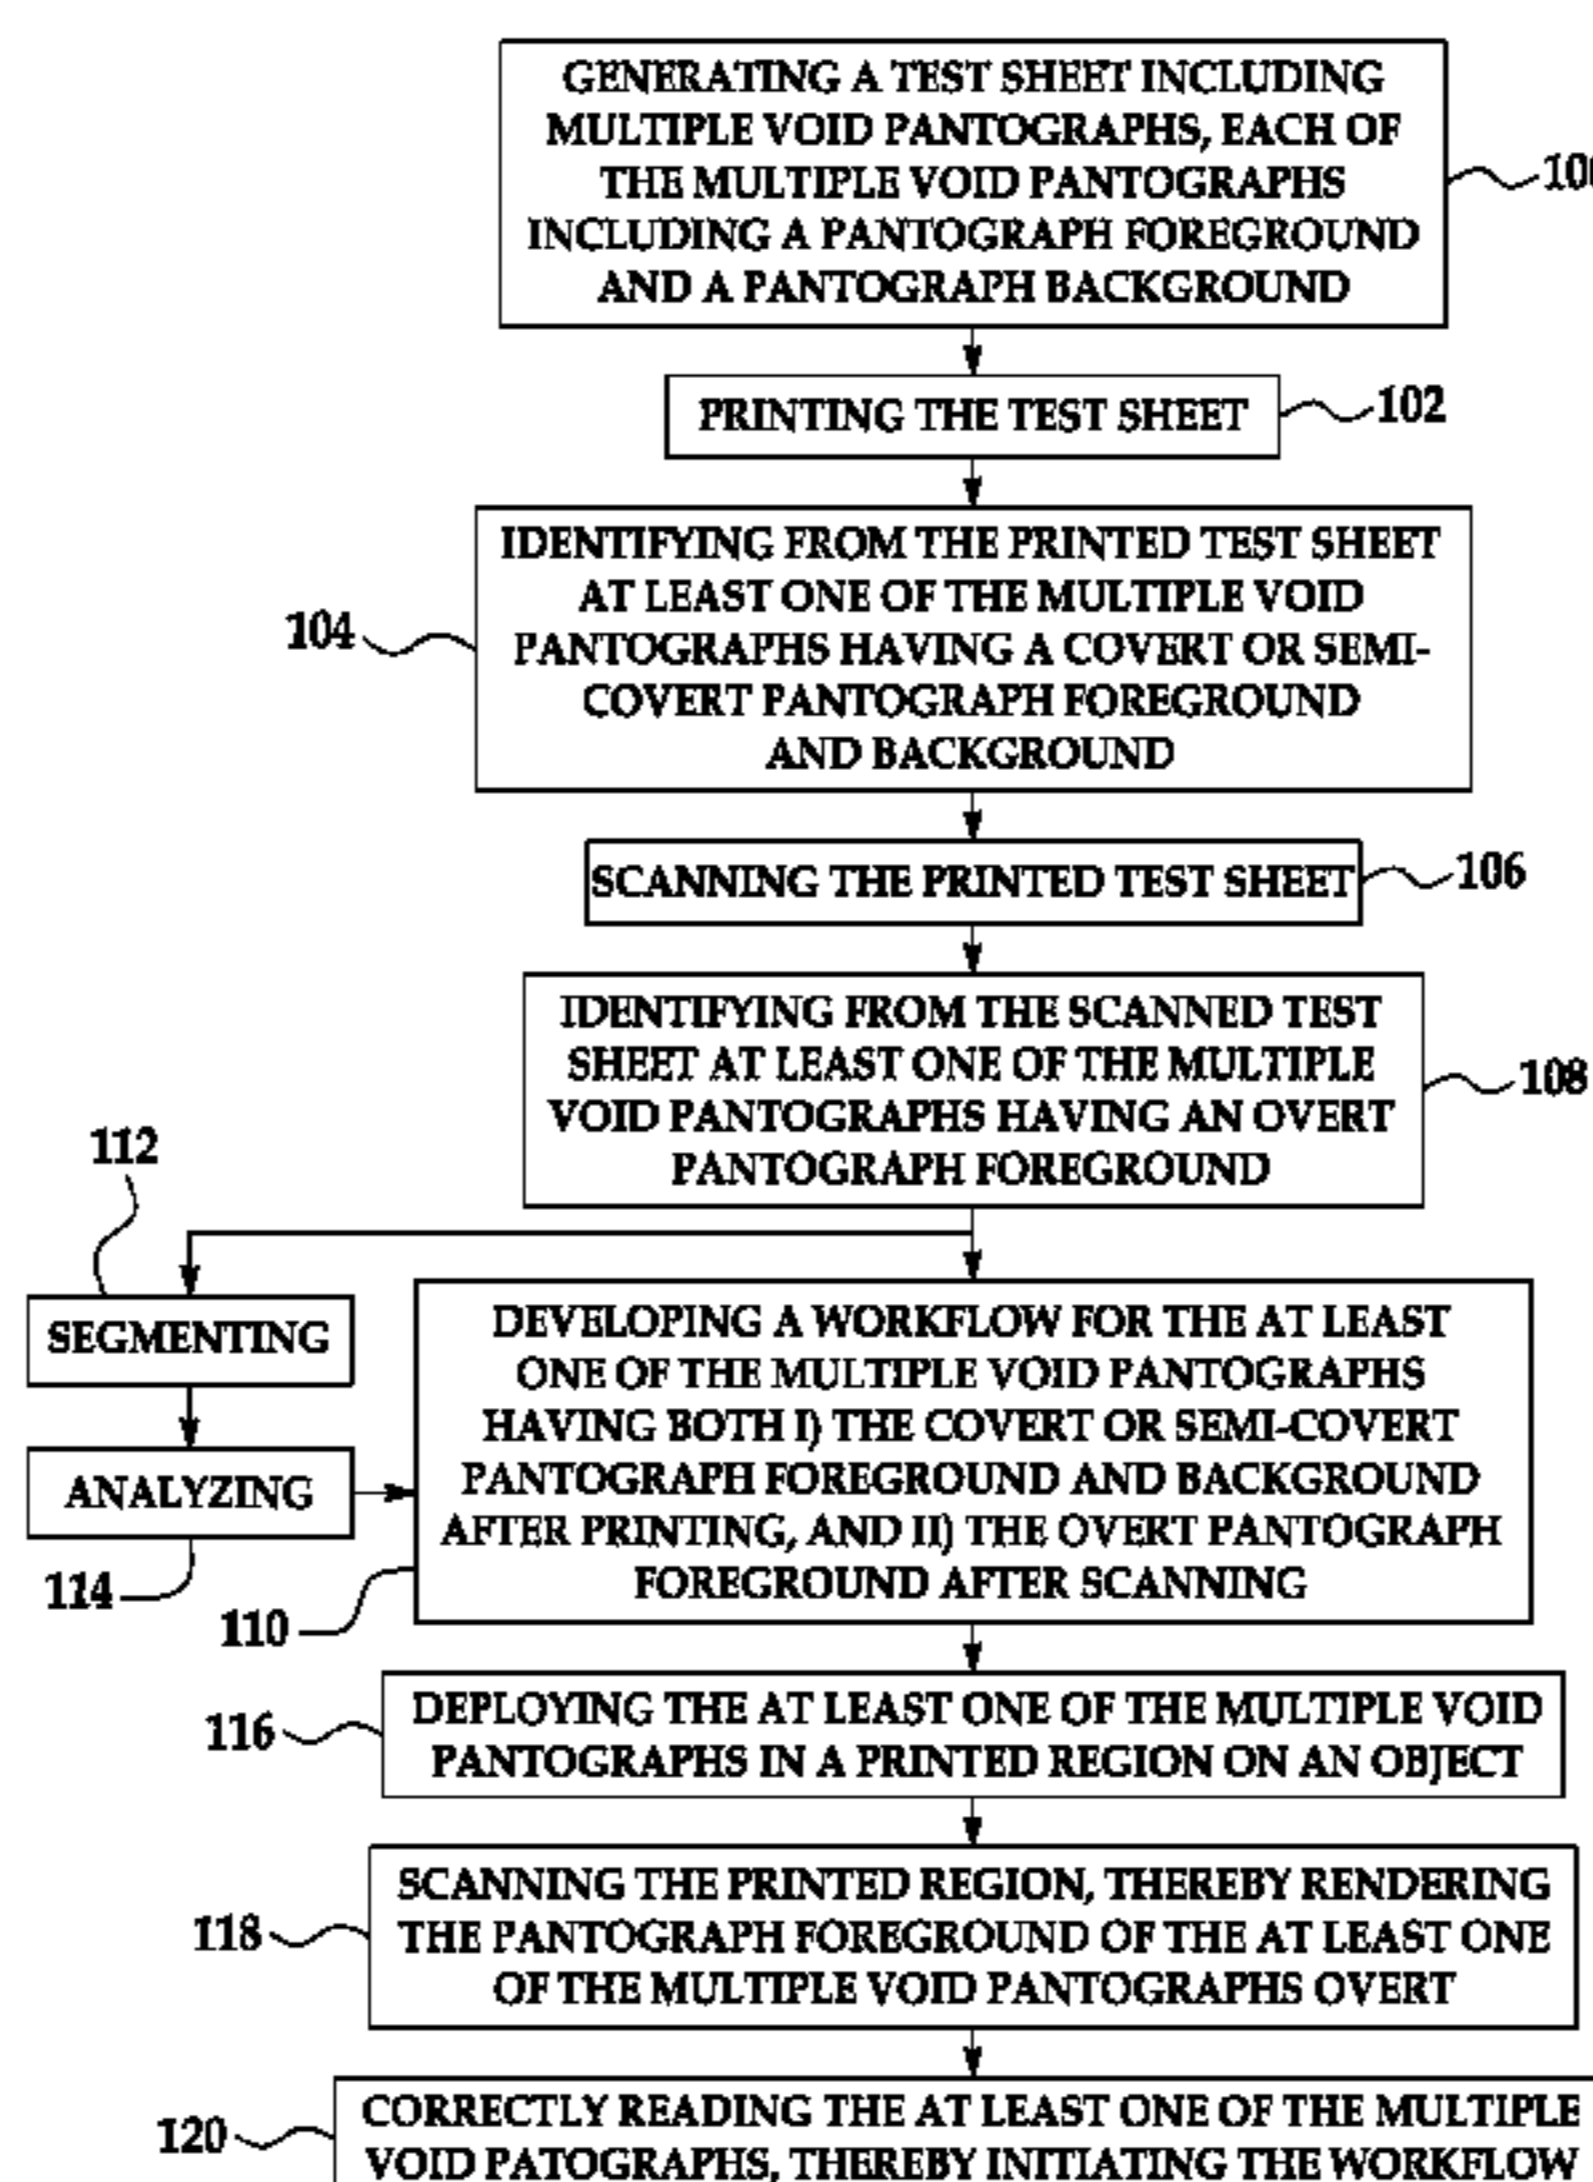 GENERATING A TEST SHEET INCLUDING
MULTIPLE VOID PANTOGRAPHS, EACH OF
THE MULTIPLE VOID PANTOGRAPHS
INCLUDING A PANTOGRAPH FOREGROUND
AND A PANTOGRAPH BACKGROUND
PRINTING THE TEST SHEET
102
IDENTIFYING FROM THE PRINTED TEST SHEET
AT LEAST ONE OF THE MULTIPLE VOID
PANTOGRAPHS HAVING A COVERT OR SEMI-
COVERT PANTOGRAPH FOREGROUND
AND BACKGROUND
104
SCANNING THE PRINTED TEST SHEET
106
IDENTIFYING FROM THE SCANNED TEST
SHEET AT LEAST ONE OF THE MULTIPLE
VOID PANTOGRAPHS HAVING AN OVERT
PANTOGRAPH FOREGROUND
108
112
SEGMENTING
ANALYZING
114
DEVELOPING A WORKFLOW FOR THE AT LEAST
ONE OF THE MULTIPLE VOID PANTOGRAPHS
HAVING BOTH I) THE COVERT OR SEMI-COVERT
PANTOGRAPH FOREGROUND AND BACKGROUND
AFTER PRINTING, AND II) THE OVERT PANTOGRAPH
FOREGROUND AFTER SCANNING
110
116
DEPLOYING THE AT LEAST ONE OF THE MULTIPLE VOID
PANTOGRAPHS IN A PRINTED REGION ON AN OBJECT
118
SCANNING THE PRINTED REGION, THEREBY RENDERING
THE PANTOGRAPH FOREGROUND OF THE AT LEAST ONE
OF THE MULTIPLE VOID PANTOGRAPHS OVERT
120
CORRECTLY READING THE AT LEAST ONE OF THE MULTIPLE
VOID PATOGRAPHS, THEREBY INITIATING THE WORKFLOW